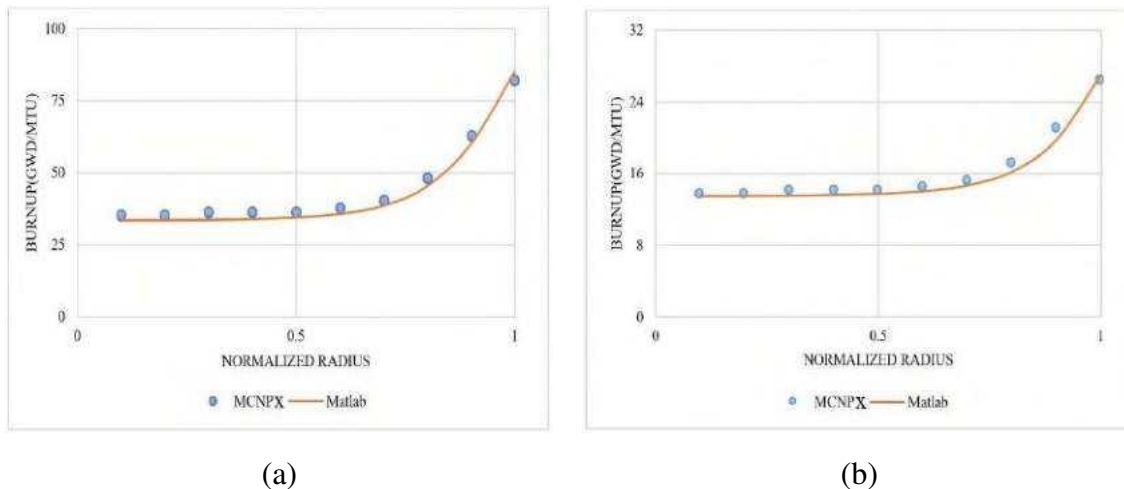 100
75
50
25
0
0
0.5
1
BURNUP(GWD/MTU)
NORMALIZED RADIUS
MCNPX
Matlab
(a)
32
24
16
8
0
0
0.5
1
BURNUP(GWD/MTU)
NORMALIZED RADIUS
MCNPX
Matlab
(b)